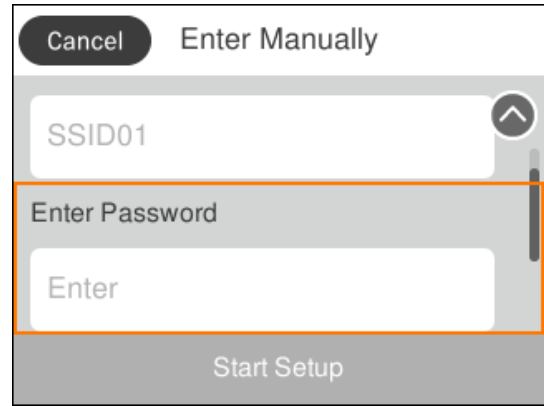 Cancel Enter Manually
SSID01
Enter Password
Enter
Start Setup